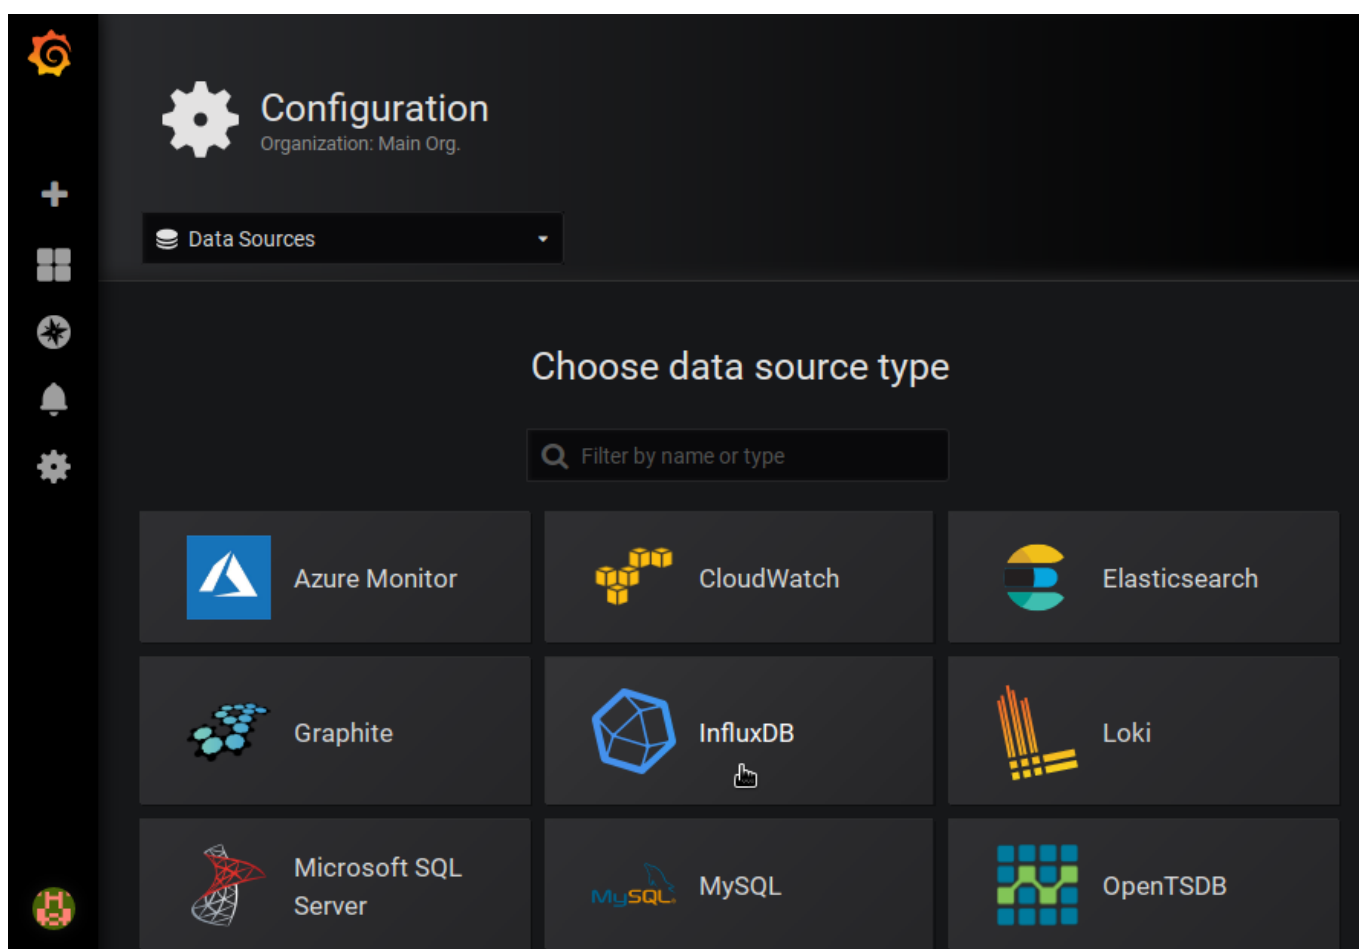 Configuration
Organization: Main Org.
Data Sources
Choose data source type
Filter by name or type
Azure Monitor
CloudWatch
Elasticsearch
Graphite
InfluxDB
Loki
Microsoft SQL
Server
MySQL
MySQL
OpenTSDB